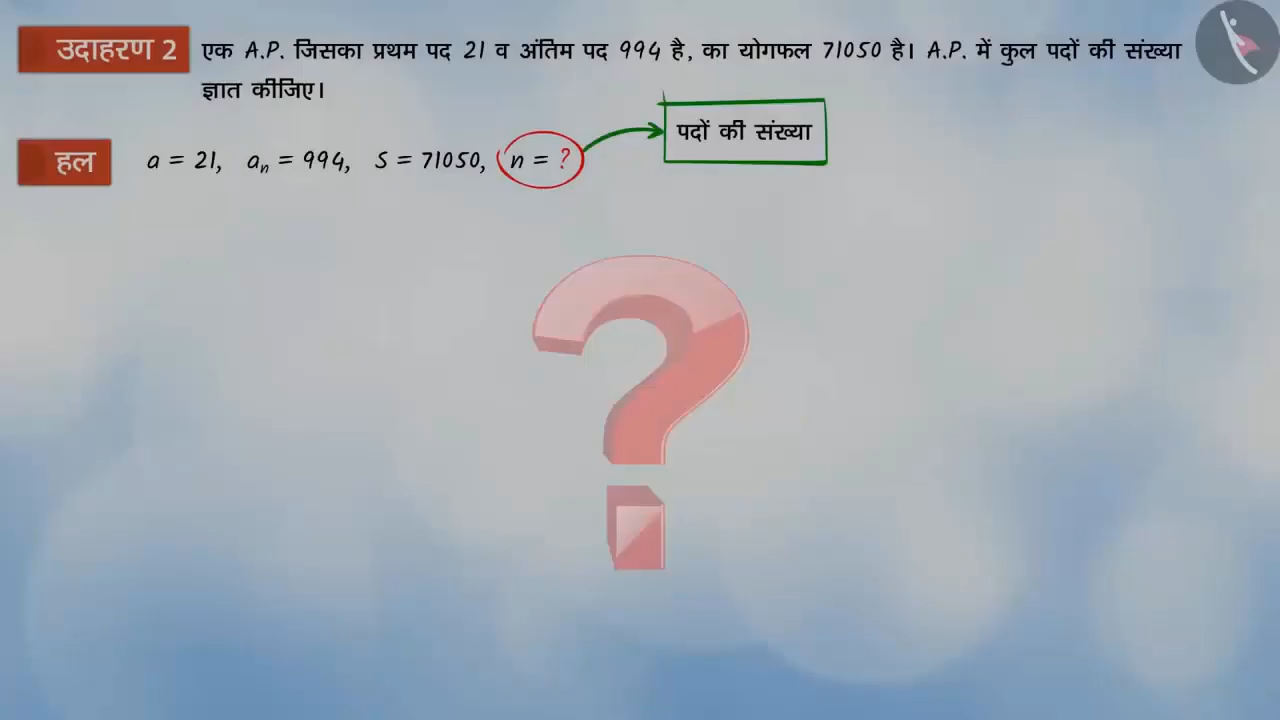 उदाहरण 2 एक A.P. जिसका प्रथम पद 21 व अंतिम पद 994 है, का योगफल 71050 है। A.P. में कुल पदों की संख्या
ज्ञात कीजिए।
पदों की संख्या
हल a = 21, aₙ = 994, S = 71050, n = ?
?